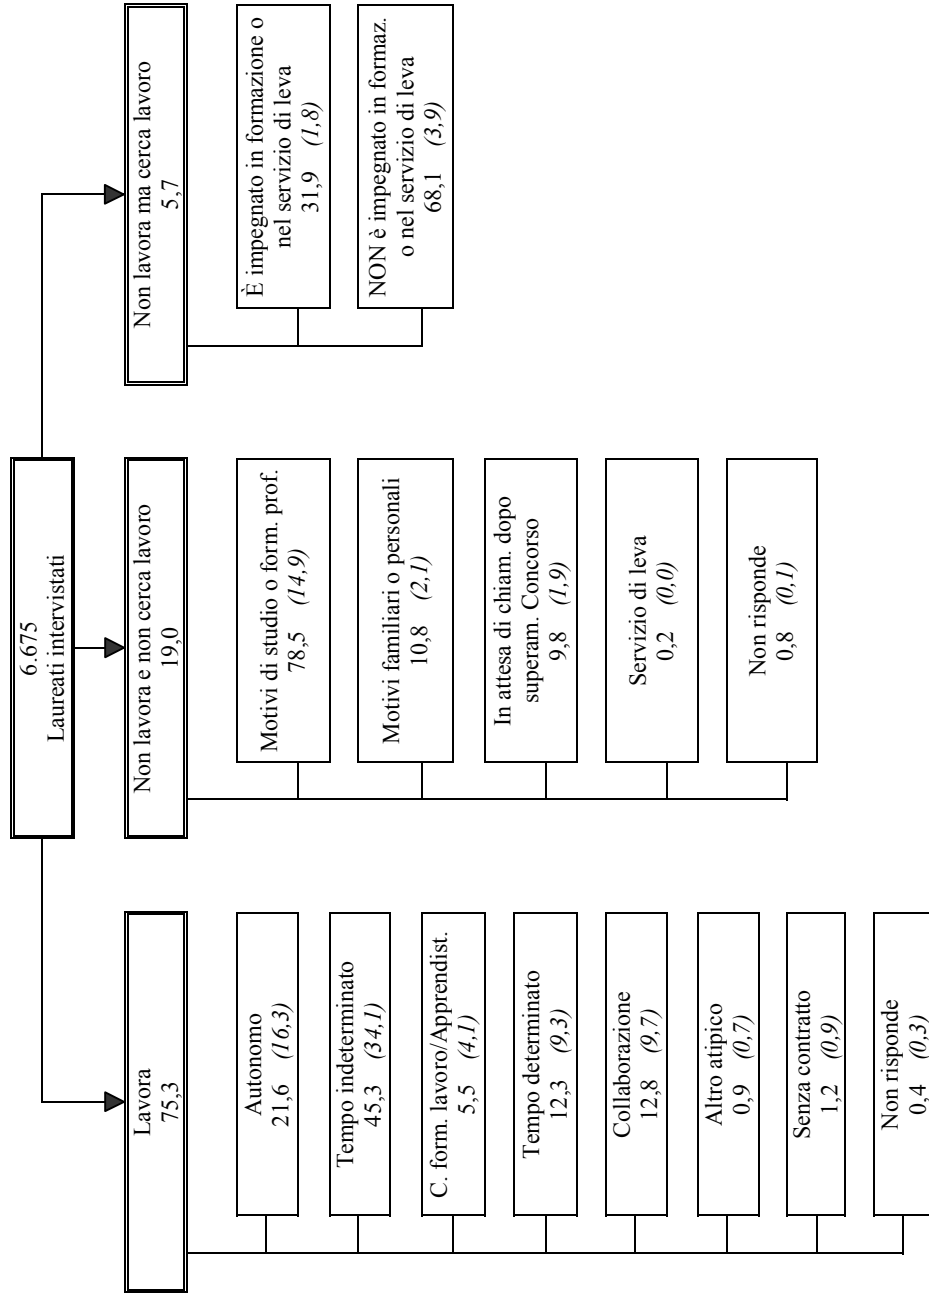 6.675
Laureati intervistati
Lavora
75,3
Autonomo
21,6 (16,3)
Tempo indeterminato
45,3 (34,1)
C. form. lavoro/Apprendist.
5,5 (4,1)
Tempo determinato
12,3 (9,3)
Collaborazione
12,8 (9,7)
Altro atipico
0,9 (0,7)
Senza contratto
1,2 (0,9)
Non risponde
0,4 (0,3)
Non lavora e non cerca lavoro
19,0
Motivi di studio o form. prof.
78,5 (14,9)
Motivi familiari o personali
10,8 (2,1)
In attesa di chiam. dopo
superam. Concorso
9,8 (1,9)
Servizio di leva
0,2 (0,0)
Non risponde
0,8 (0,1)
Non lavora ma cerca lavoro
5,7
È impegnato in formazione o
nel servizio di leva
31,9 (1,8)
NON è impegnato in formaz.
o nel servizio di leva
68,1 (3,9)